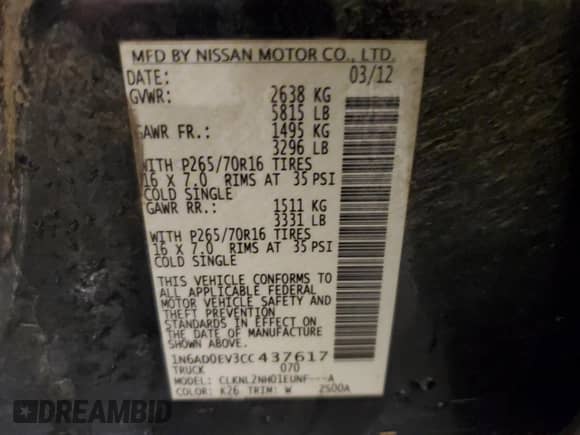 MFD BY NISSAN MOTOR CO., LTD.
DATE: 03/12
GVWR: 2638 KG
5815 LB
GAWR FR.: 1495 KG
3296 LB
WITH P265/70R16 TIRES
16 X 7.0 RIMS AT 35 PSI
COLD SINGLE
GAWR RR.: 1511 KG
3331 LB
WITH P265/70R16 TIRES
16 X 7.0 RIMS AT 35 PSI
COLD SINGLE
THIS VEHICLE CONFORMS TO
ALL APPLICABLE FEDERAL
MOTOR VEHICLE SAFETY AND
THEFT PREVENTION
STANDARDS IN EFFECT ON
THE DATE OF MANUFACTURE
SHOWN ABOVE.
1N6AD0EV3CC437617
TRUCK 070
MODEL: CLKNLZNH01EUNF---A
COLOR: K26 TRIM: W 2S00A
DREAMBID